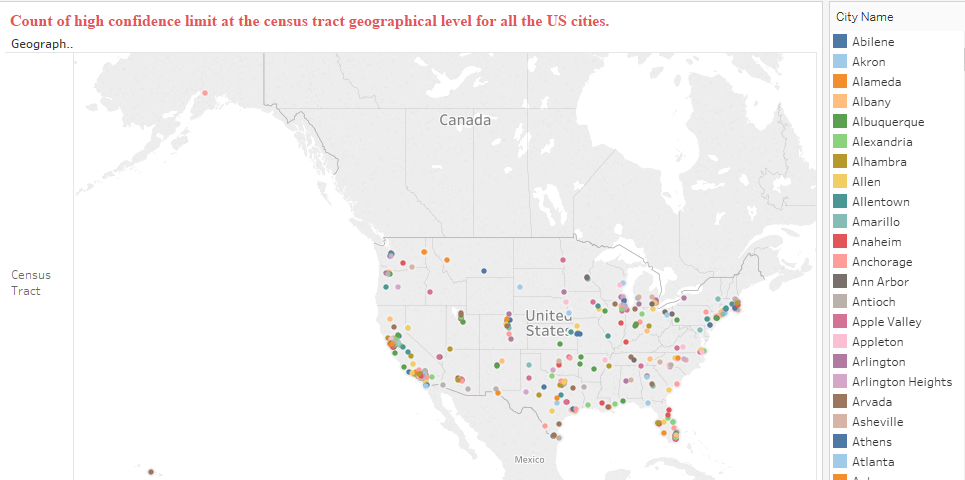 Count of high confidence limit at the census tract geographical level for all the US cities.
Geograph..
Canada
United
States
Mexico
Census
Tract
City Name
Abilene
Akron
Alameda
Albany
Albuquerque
Alexandria
Alhambra
Allen
Allentown
Amarillo
Anaheim
Anchorage
Ann Arbor
Antioch
Apple Valley
Appleton
Arlington
Arlington Heights
Arvada
Asheville
Athens
Atlanta